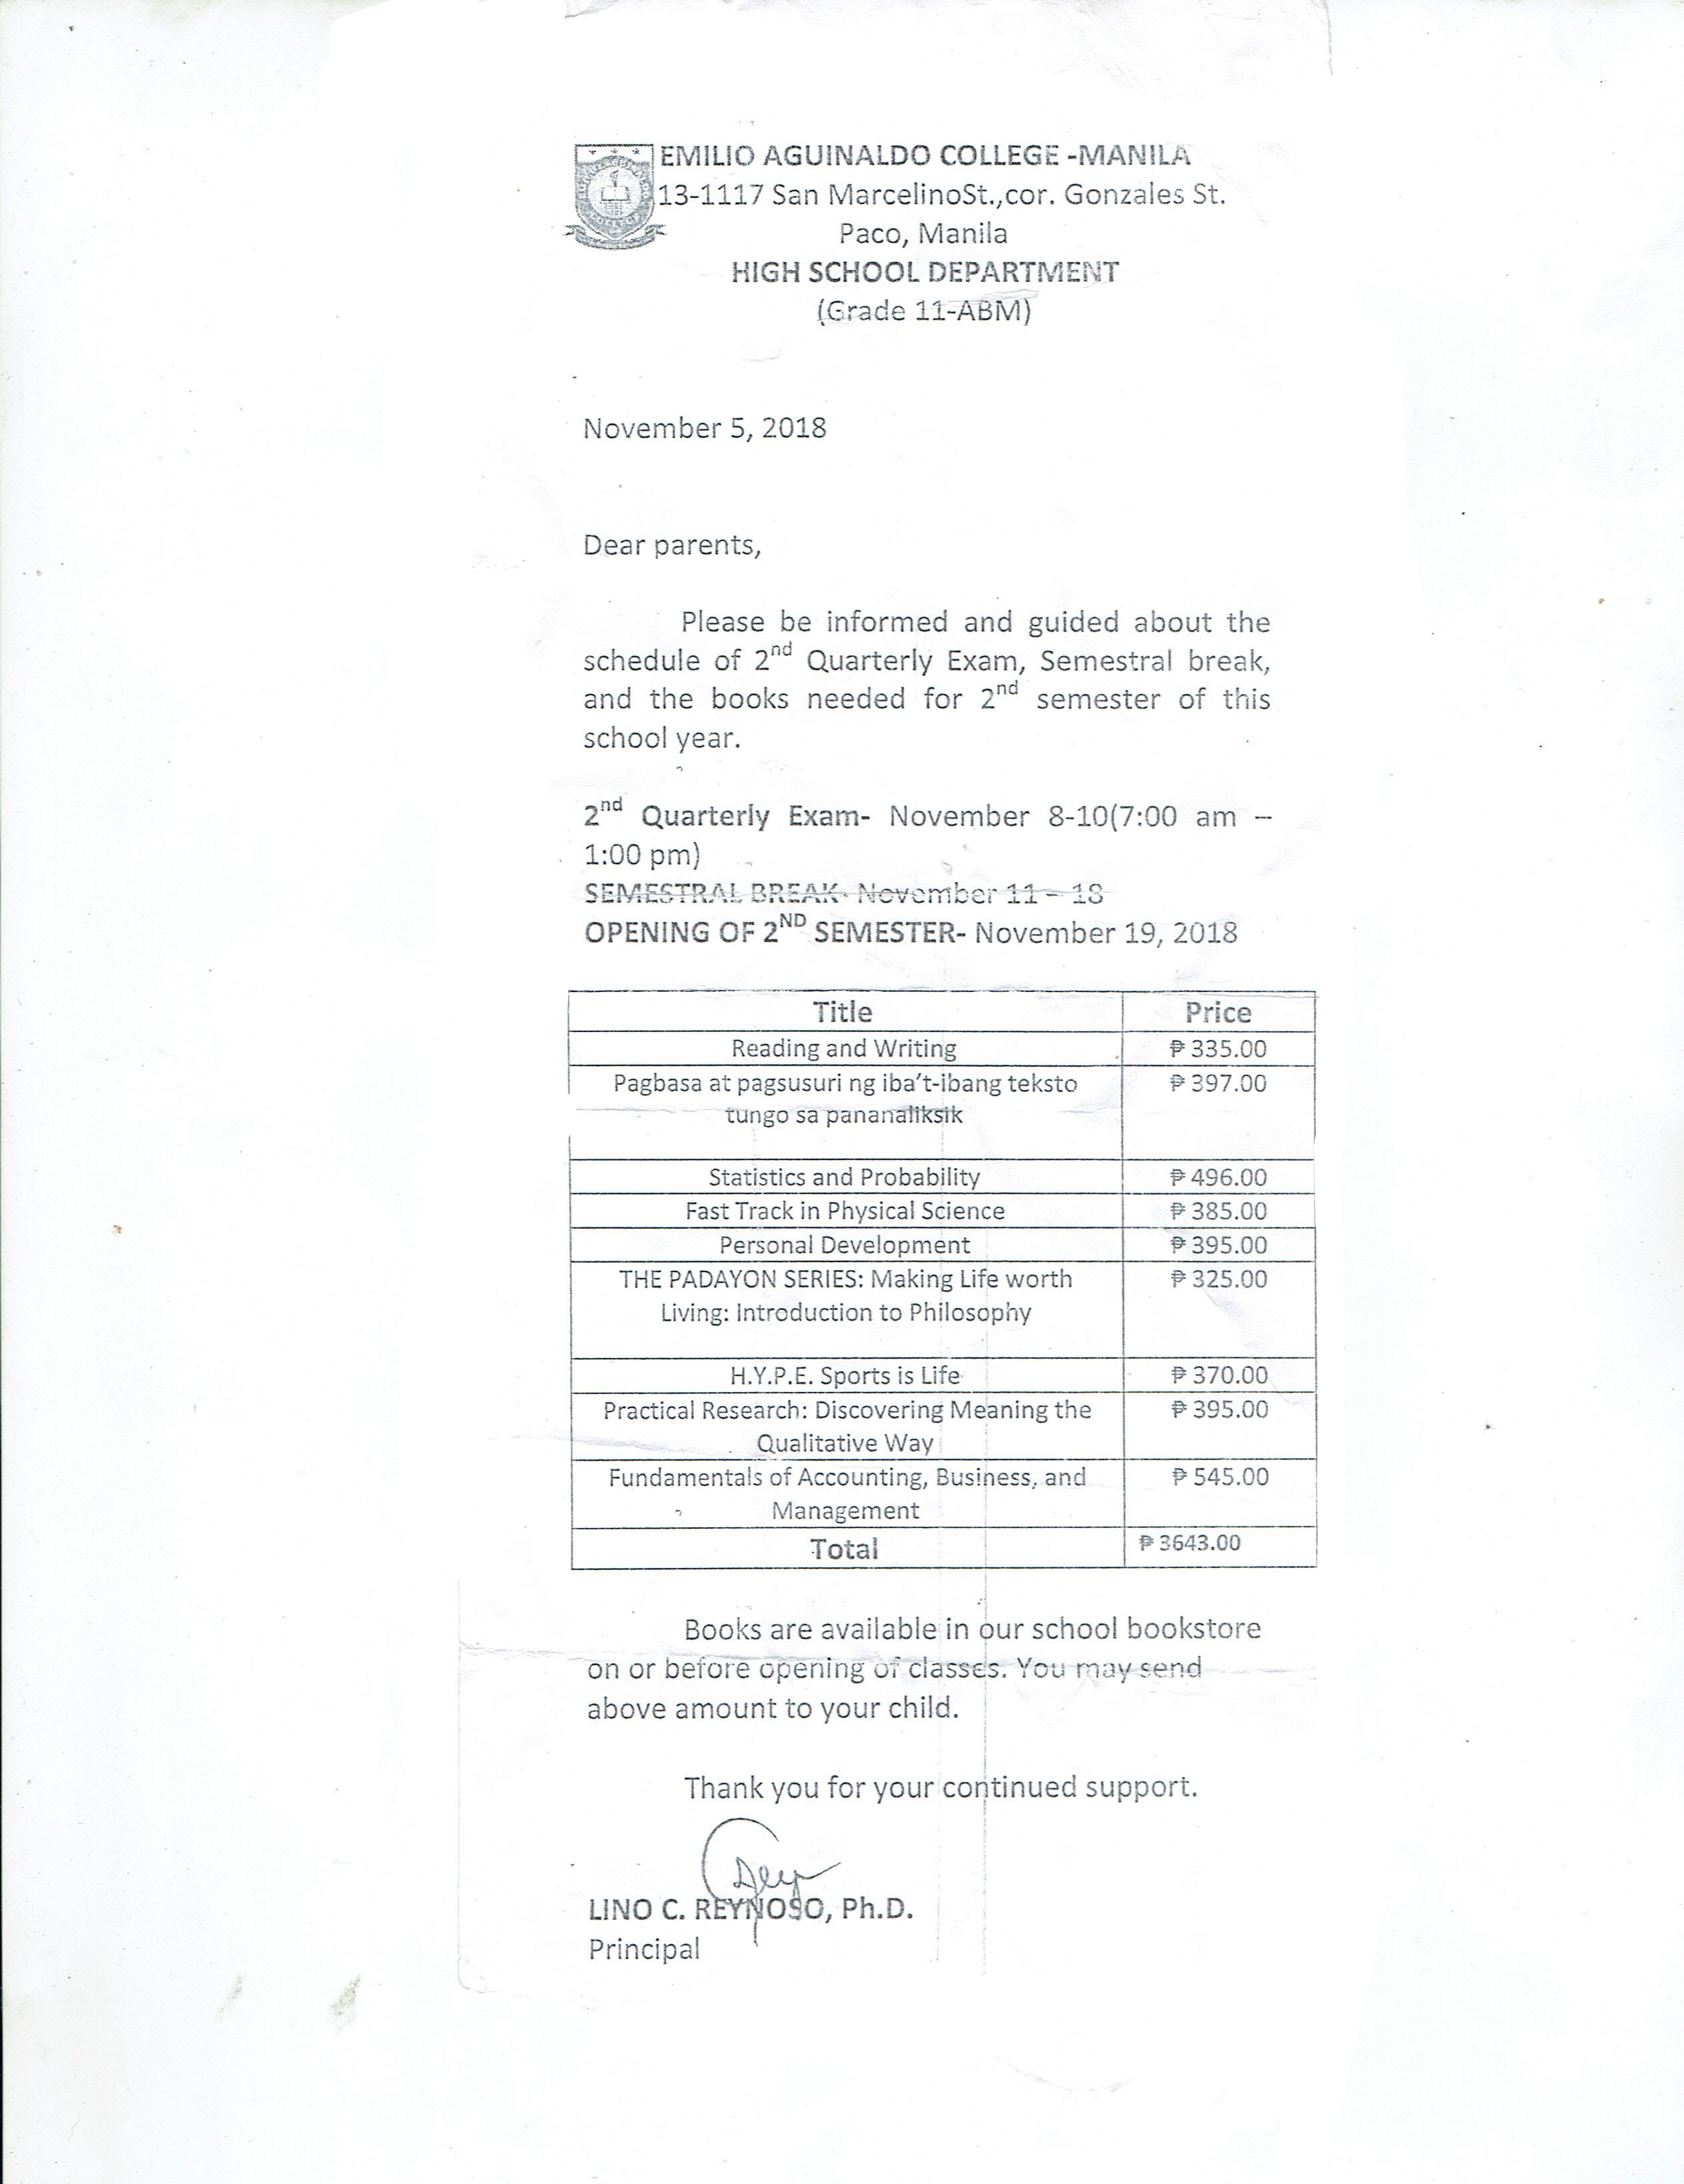 EMILIO AGUINALDO COLLEGE -MANILA
13-1117 San MarcelinoSt.,cor. Gonzales St.
Paco, Manila
HIGH SCHOOL DEPARTMENT
(Grade 11-ABM)
November 5, 2018
Dear parents,
Please be informed and guided about the
schedule of 2nd Quarterly Exam, Semestral break,
and the books needed for 2nd semester of this
school year.
2nd Quarterly Exam- November 8-10(7:00 am –
1:00 pm)
SEMESTRAL BREAK- November 11 – 18
OPENING OF 2ND SEMESTER- November 19, 2018
Title Price
Reading and Writing ₱ 335.00
Pagbasa at pagsusuri ng iba't-ibang teksto ₱ 397.00
tungo sa pananaliksik
Statistics and Probability ₱ 496.00
Fast Track in Physical Science ₱ 385.00
Personal Development ₱ 395.00
THE PADAYON SERIES: Making Life worth ₱ 325.00
Living: Introduction to Philosophy
H.Y.P.E. Sports is Life ₱ 370.00
Practical Research: Discovering Meaning the ₱ 395.00
Qualitative Way
Fundamentals of Accounting, Business, and ₱ 545.00
Management
Total ₱ 3643.00
Books are available in our school bookstore
on or before opening of classes. You may send
above amount to your child.
Thank you for your continued support.
LINO C. REYNOSO, Ph.D.
Principal